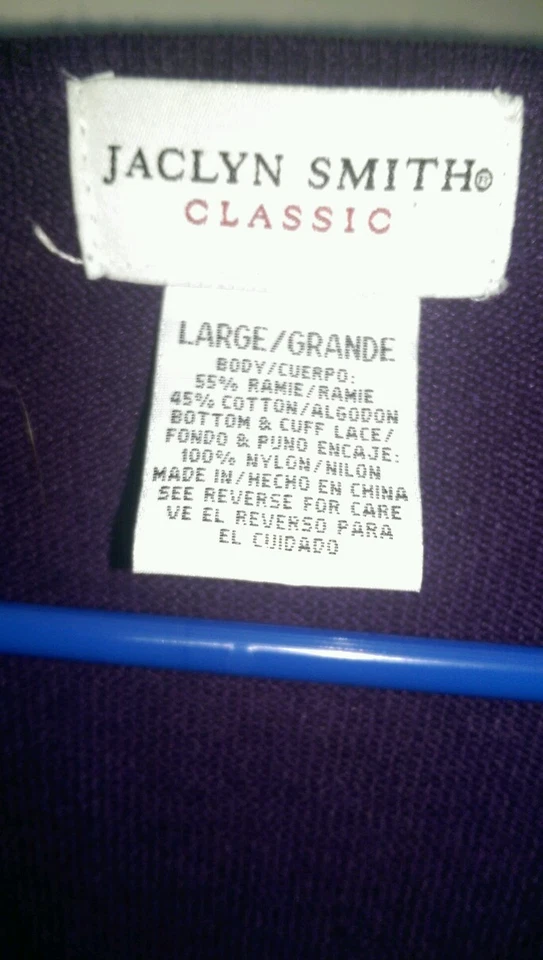 JACLYN SMITH®
CLASSIC
LARGE/GRANDE
BODY/CUERPO:
55% RAMIE/RAMIE
45% COTTON/ALGODON
BOTTOM & CUFF LACE/
FONDO & PUNO ENCAJE:
100% NYLON/NILON
MADE IN/HECHO EN CHINA
SEE REVERSE FOR CARE
VE EL REVERSO PARA
EL CUIDADO